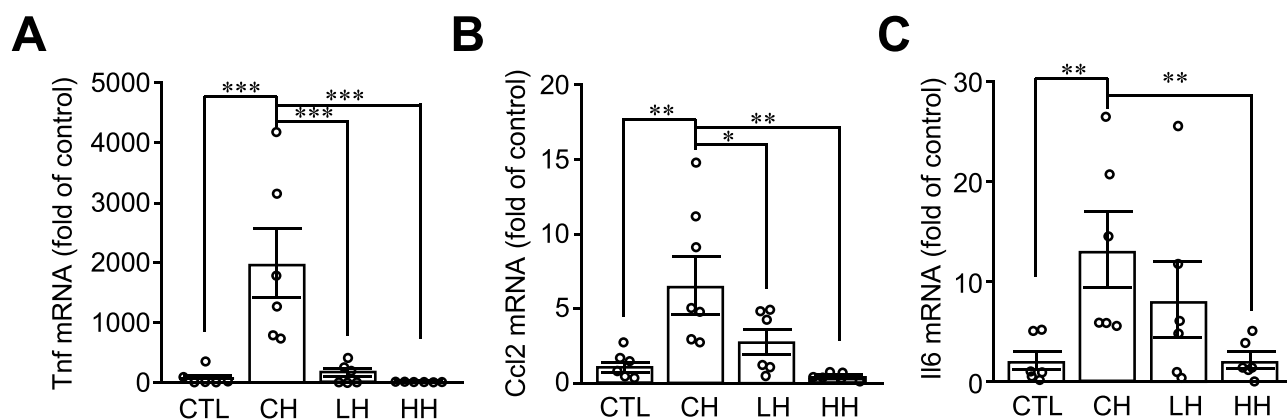 A
Tnf mRNA (fold of control)
5000
4000
3000
2000
1000
0
***
***
***
CTL CH LH HH
B
Ccl2 mRNA (fold of control)
20
15
10
5
0
**
**
*
CTL CH LH HH
C
Il6 mRNA (fold of control)
30
20
10
0
**
**
CTL CH LH HH